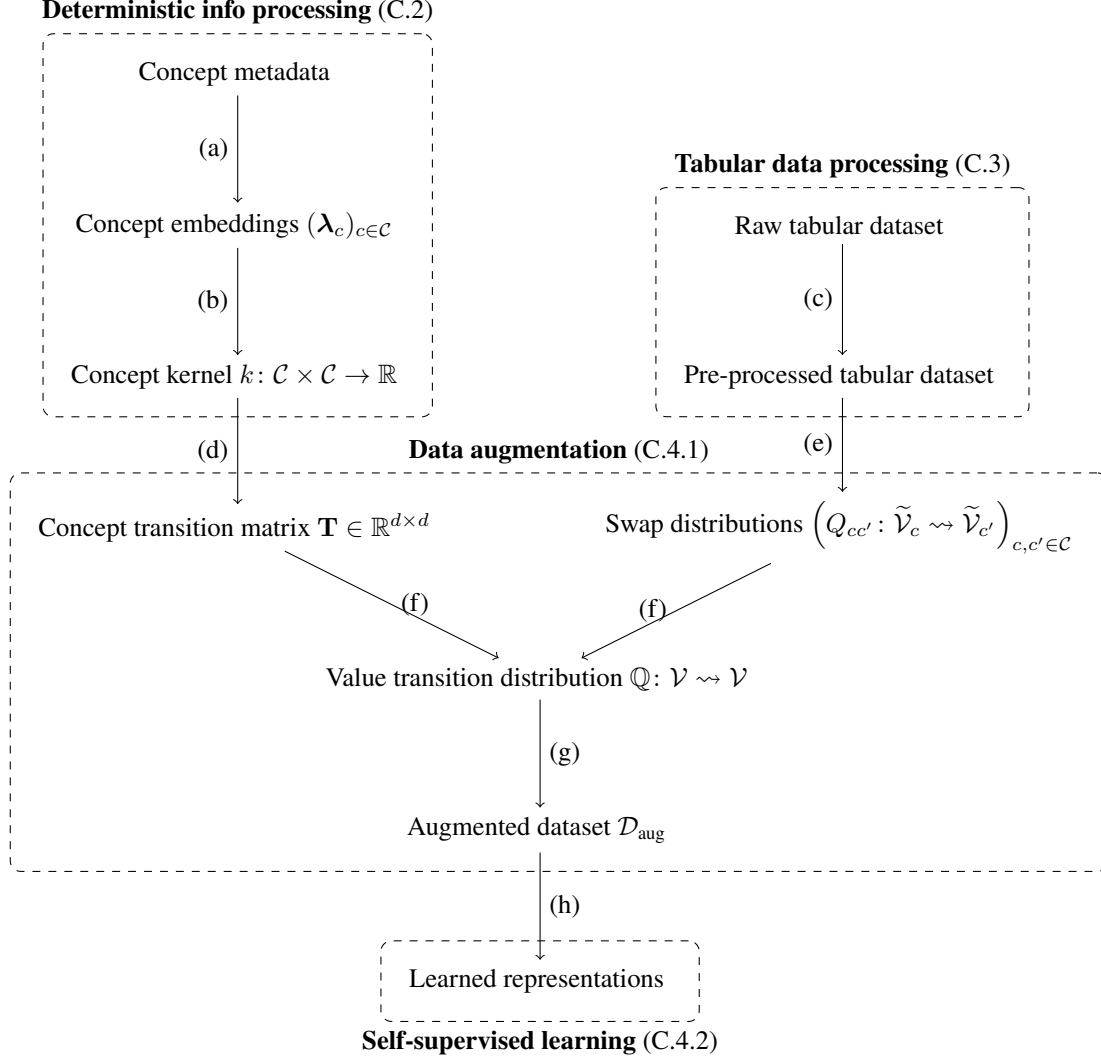 Deterministic info processing (C.2)
Concept metadata
(a)
Tabular data processing (C.3)
Concept embeddings (𝝀_c)_{c∈𝒞}
Raw tabular dataset
(b)
(c)
Concept kernel k: 𝒞 × 𝒞 → ℝ
Pre-processed tabular dataset
(d)
Data augmentation (C.4.1)
(e)
Concept transition matrix 𝐓 ∈ ℝ^{d×d}
Swap distributions (Q_{cc′}: 𝒱̃_c ⇝ 𝒱̃_{c′})_{c,c′∈𝒞}
(f)
(f)
Value transition distribution ℚ: 𝒱 ⇝ 𝒱
(g)
Augmented dataset 𝒟_{aug}
(h)
Learned representations
Self-supervised learning (C.4.2)